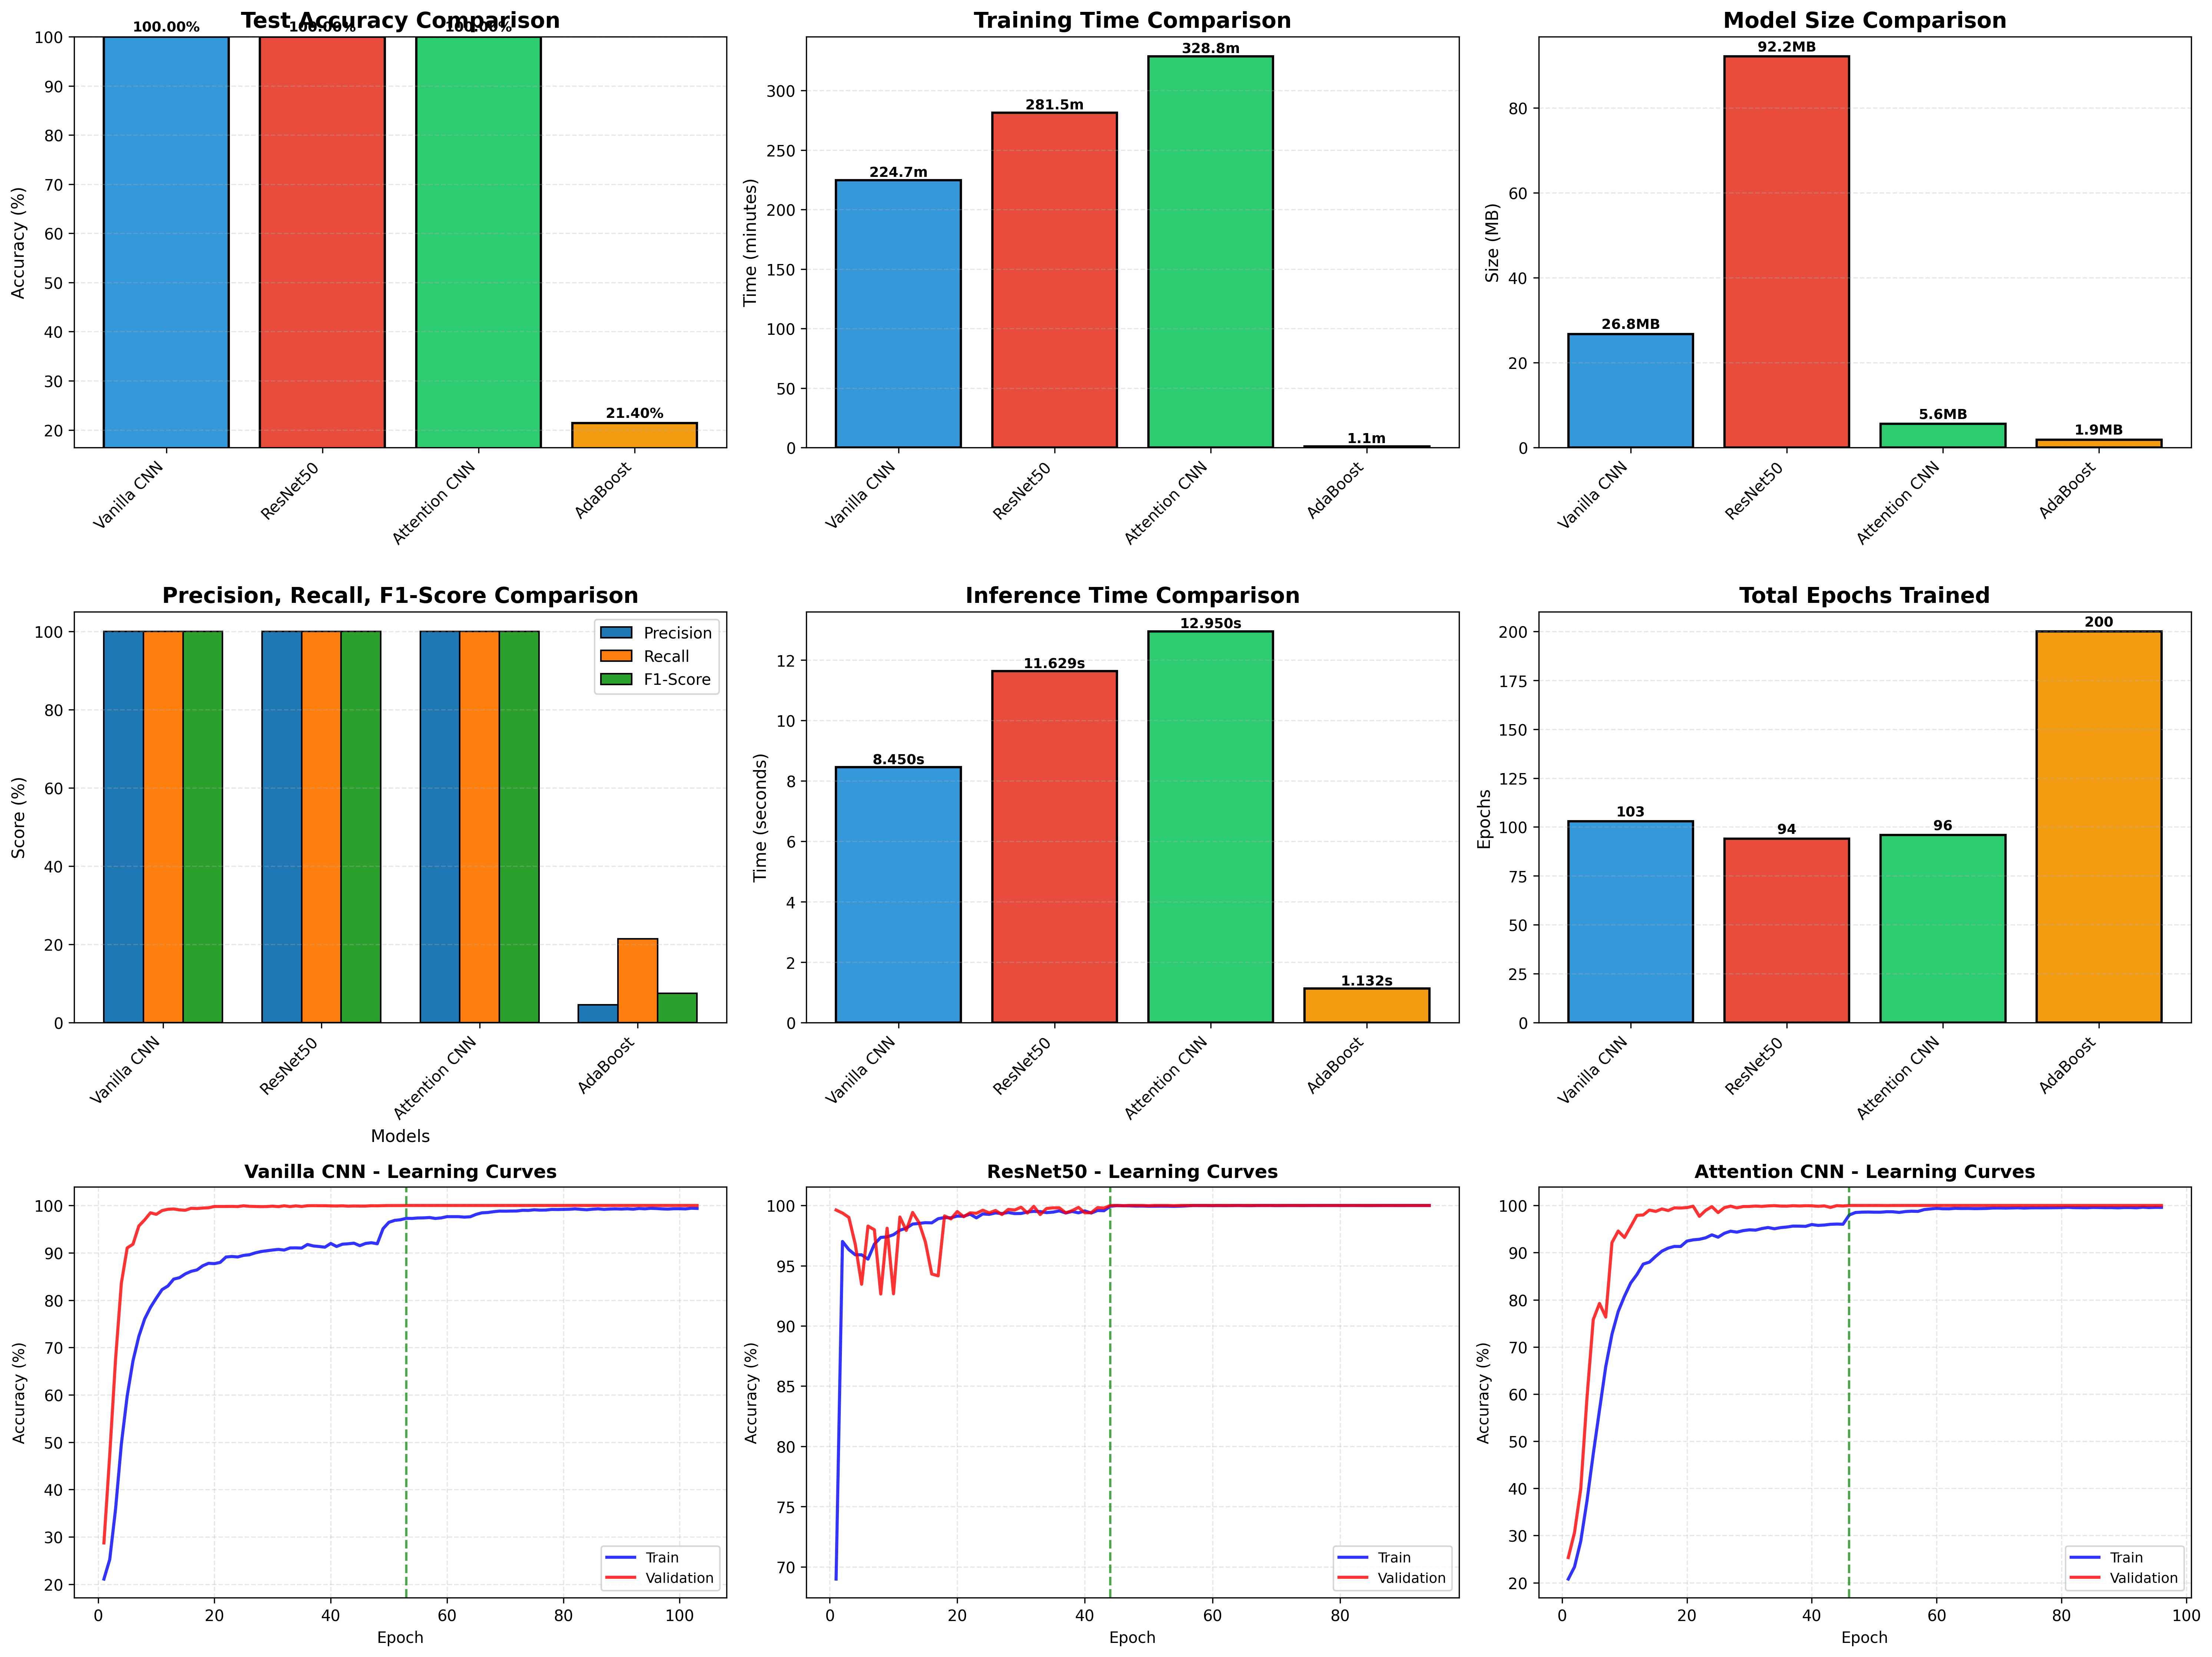 Test Accuracy Comparison
100.00%
100.00%
100.00%
21.40%
100
90
80
70
60
50
40
30
20
Accuracy (%)
Vanilla CNN
ResNet50
Attention CNN
AdaBoost
Training Time Comparison
224.7m
281.5m
328.8m
1.1m
300
250
200
150
100
50
0
Time (minutes)
Vanilla CNN
ResNet50
Attention CNN
AdaBoost
Model Size Comparison
26.8MB
92.2MB
5.6MB
1.9MB
80
60
40
20
0
Size (MB)
Vanilla CNN
ResNet50
Attention CNN
AdaBoost
Precision, Recall, F1-Score Comparison
Precision
Recall
F1-Score
100
80
60
40
20
0
Score (%)
Vanilla CNN
ResNet50
Attention CNN
AdaBoost
Models
Inference Time Comparison
8.450s
11.629s
12.950s
1.132s
12
10
8
6
4
2
0
Time (seconds)
Vanilla CNN
ResNet50
Attention CNN
AdaBoost
Total Epochs Trained
103
94
96
200
200
175
150
125
100
75
50
25
0
Epochs
Vanilla CNN
ResNet50
Attention CNN
AdaBoost
Vanilla CNN - Learning Curves
100
90
80
70
60
50
40
30
20
Accuracy (%)
Train
Validation
0 20 40 60 80 100
Epoch
ResNet50 - Learning Curves
100
95
90
85
80
75
70
Accuracy (%)
Train
Validation
0 20 40 60 80
Epoch
Attention CNN - Learning Curves
100
90
80
70
60
50
40
30
20
Accuracy (%)
Train
Validation
0 20 40 60 80 100
Epoch